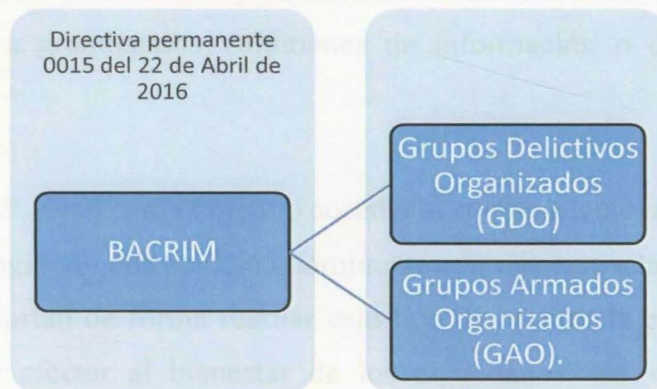 Directiva permanente
0015 del 22 de Abril de
2016
BACRIM
Grupos Delictivos
Organizados
(GDO)
Grupos Armados
Organizados
(GAO).